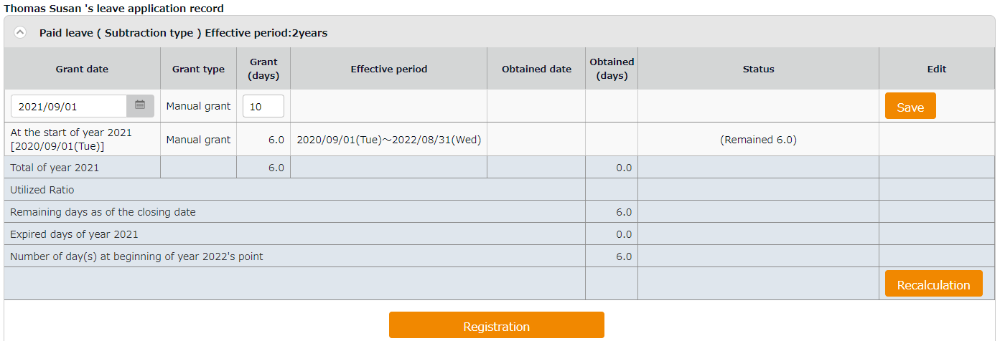 Thomas Susan 's leave application record
Paid leave ( Subtraction type ) Effective period:2years
Grant date Grant type Grant (days) Effective period Obtained date Obtained (days) Status Edit
2021/09/01 Manual grant 10 Save
At the start of year 2021 [2020/09/01(Tue)] Manual grant 6.0 2020/09/01(Tue)～2022/08/31(Wed) (Remained 6.0)
Total of year 2021 6.0 0.0
Utilized Ratio
Remaining days as of the closing date 6.0
Expired days of year 2021 0.0
Number of day(s) at beginning of year 2022's point 6.0
Recalculation
Registration